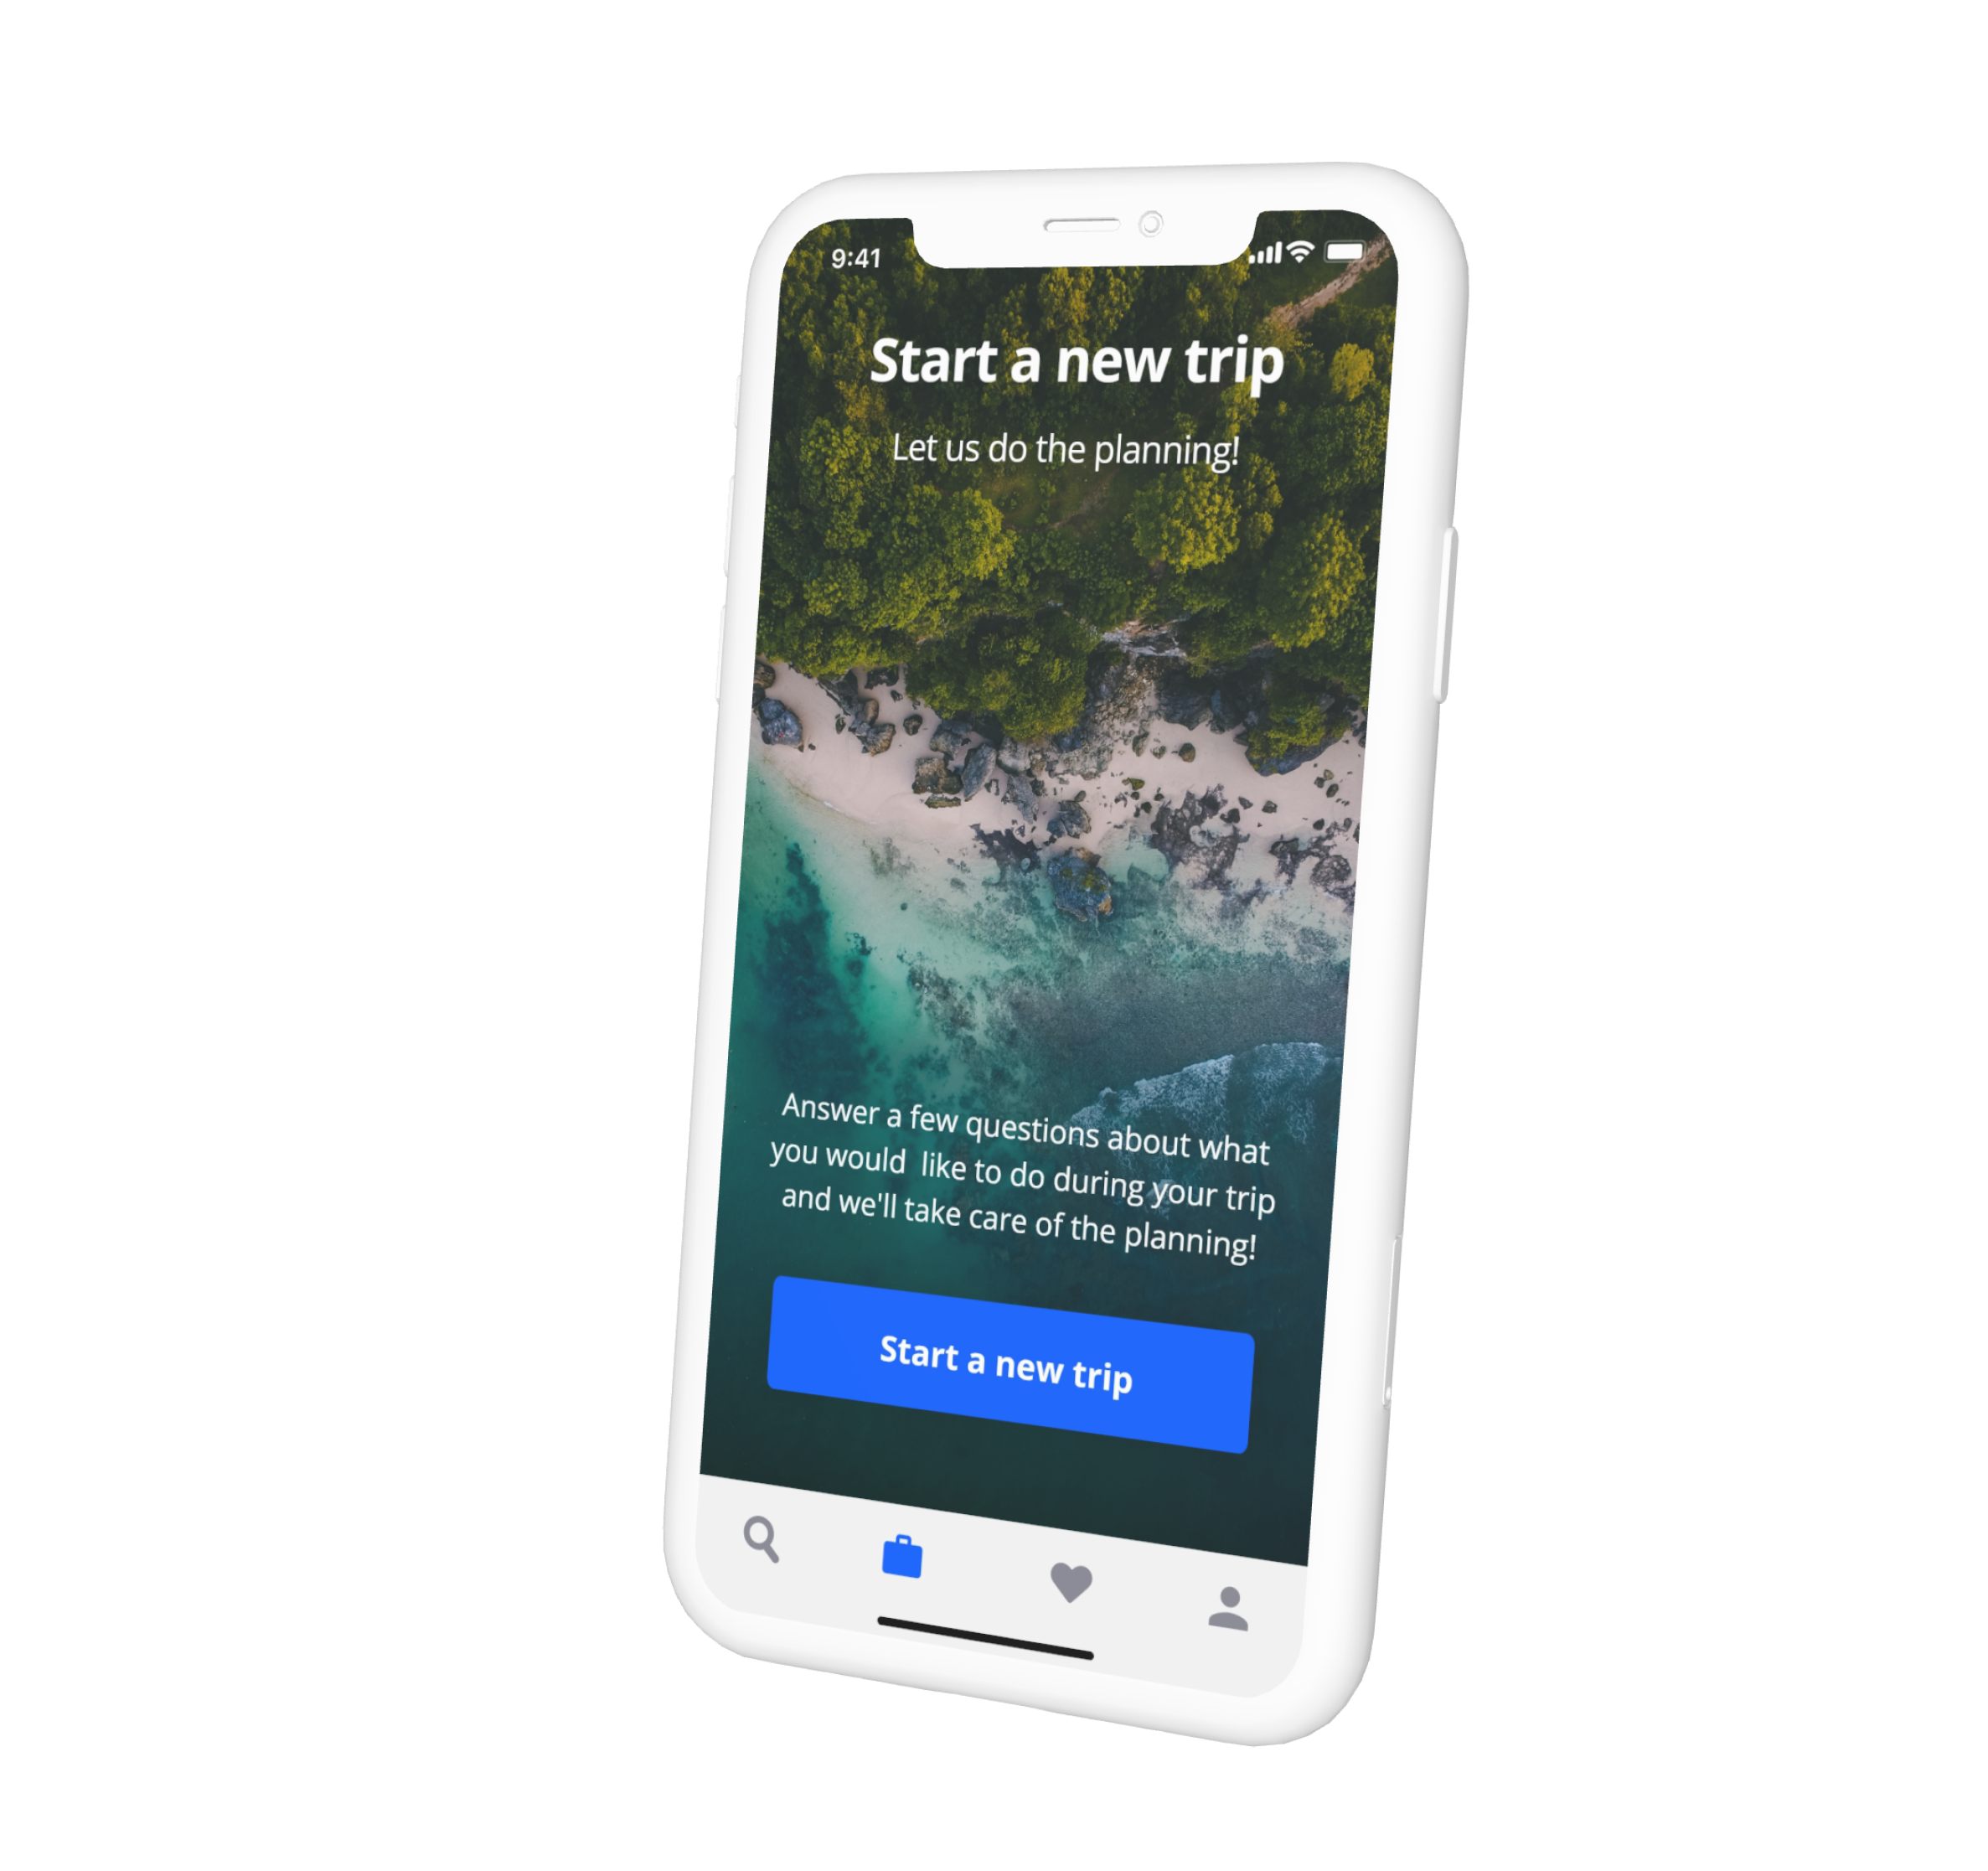 9:41
Start a new trip
Let us do the planning!
Answer a few questions about what
you would  like to do during your trip
and we'll take care of the planning!
Start a new trip